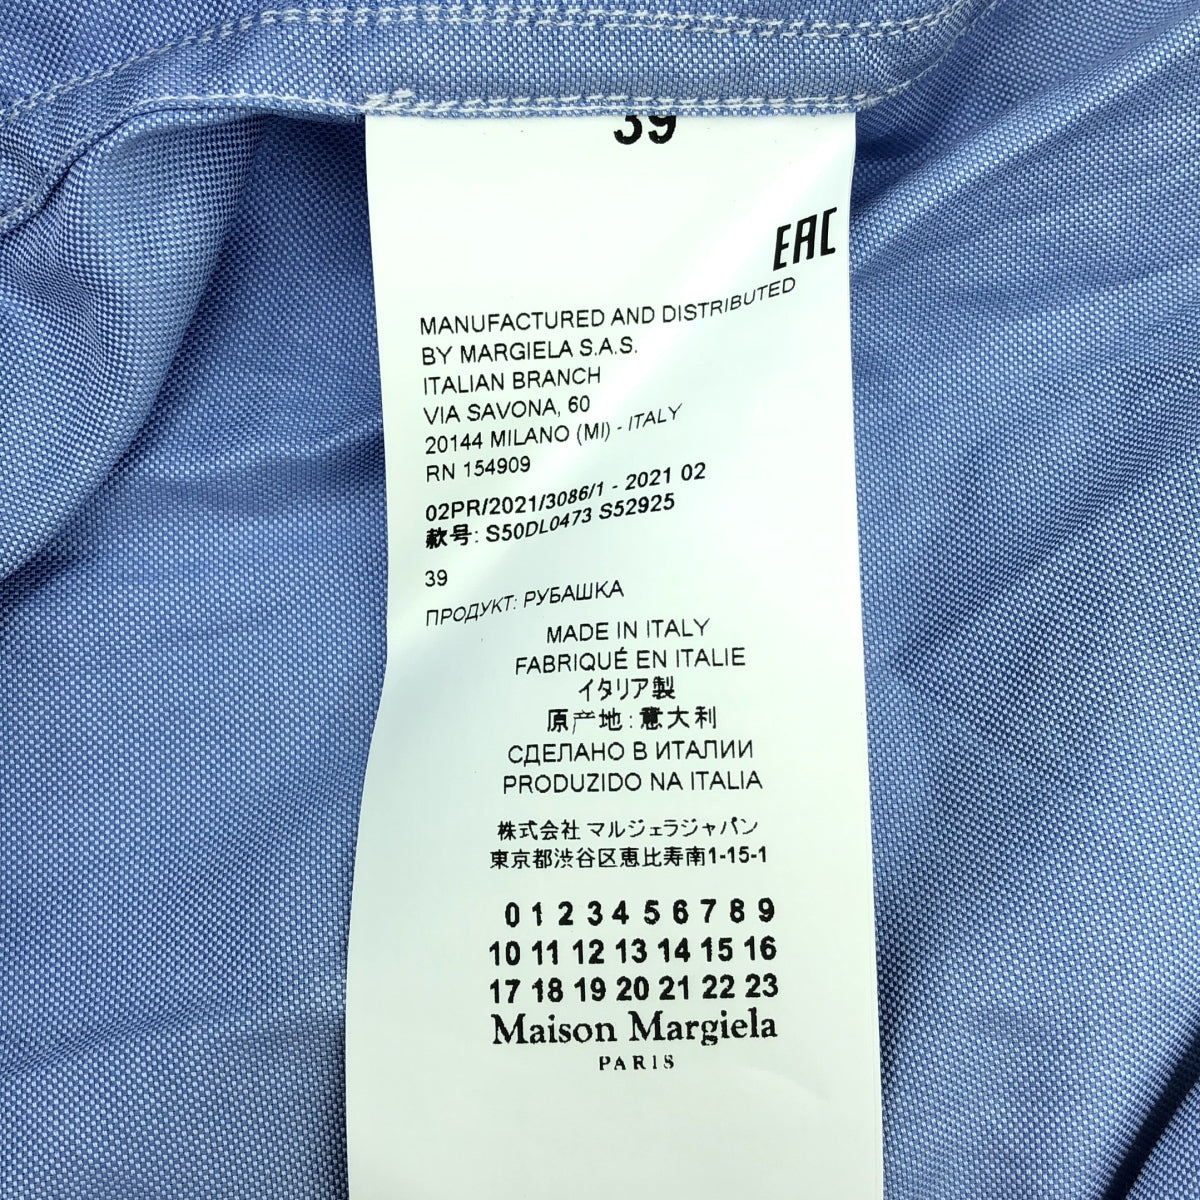 39
EAC
MANUFACTURED AND DISTRIBUTED
BY MARGIELA S.A.S.
ITALIAN BRANCH
VIA SAVONA, 60
20144 MILANO (MI) - ITALY
RN 154909
02PR/2021/3086/1 - 2021 02
款号: S50DL0473 S52925
39
ПРОДУКТ: РУБАШКА
MADE IN ITALY
FABRIQUÉ EN ITALIE
イタリア製
原产地: 意大利
СДЕЛАНО В ИТАЛИИ
PRODUZIDO NA ITALIA
株式会社 マルジェラジャパン
東京都渋谷区恵比寿南1-15-1
0 1 2 3 4 5 6 7 8 9
10 11 12 13 14 15 16
17 18 19 20 21 22 23
Maison Margiela
PARIS